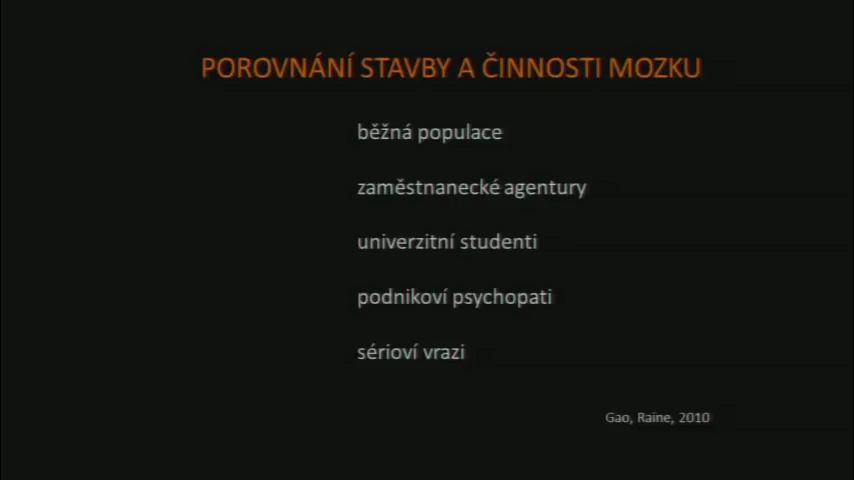 POROVNÁNÍ STAVBY A ČINNOSTI MOZKU
běžná populace
zaměstnanecké agentury
univerzitní studenti
podnikoví psychopati
sérioví vrazi
Gao, Raine, 2010